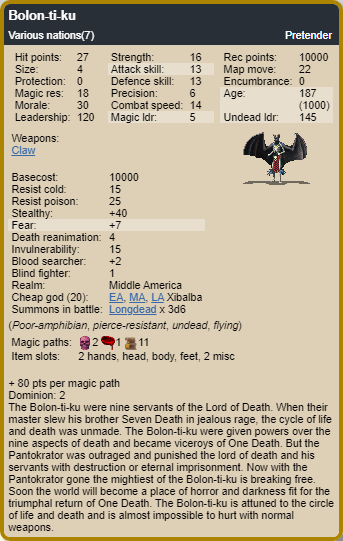 Bolon-ti-ku
Various nations(7) Pretender
Hit points: 27 Strength: 16 Rec points: 10000
Size: 4 Attack skill: 13 Map move: 22
Protection: 0 Defence skill: 13 Encumbrance: 0
Magic res: 18 Precision: 6 Age: 187
Morale: 30 Combat speed: 14 (1000)
Leadership: 120 Magic ldr: 5 Undead ldr: 145
Weapons:
Claw
Basecost: 10000
Resist cold: 15
Resist poison: 25
Stealthy: +40
Fear: +7
Death reanimation: 4
Invulnerability: 15
Blood searcher: +2
Blind fighter: 1
Realm: Middle America
Cheap god (20): EA, MA, LA Xibalba
Summons in battle: Longdead x 3d6
(Poor-amphibian, pierce-resistant, undead, flying)
Magic paths: 2 1 11
Item slots: 2 hands, head, body, feet, 2 misc
+ 80 pts per magic path
Dominion: 2
The Bolon-ti-ku were nine servants of the Lord of Death. When their
master slew his brother Seven Death in jealous rage, the cycle of life
and death was unmade. The Bolon-ti-ku were given powers over the
nine aspects of death and became viceroys of One Death. But the
Pantokrator was outraged and punished the lord of death and his
servants with destruction or eternal imprisonment. Now with the
Pantokrator gone the mightiest of the Bolon-ti-ku is breaking free.
Soon the world will become a place of horror and darkness fit for the
triumphal return of One Death. The Bolon-ti-ku is attuned to the circle
of life and death and is almost impossible to hurt with normal
weapons.